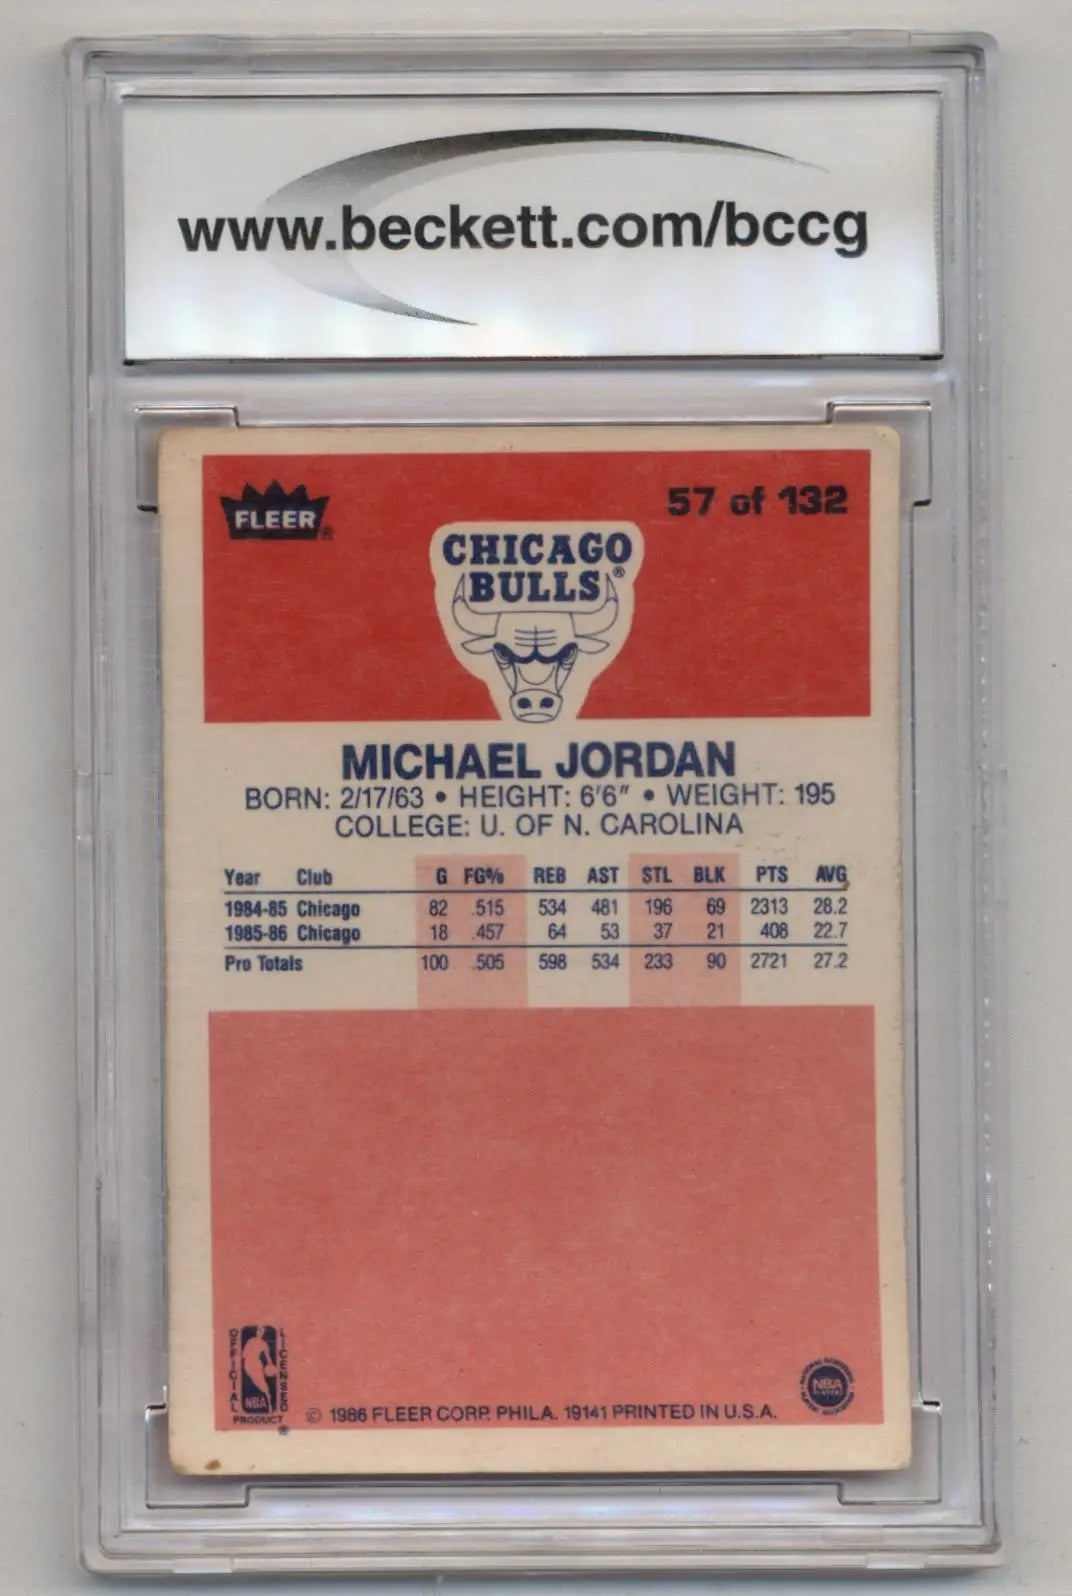 www.beckett.com/bccg
FLEER®
57 of 132
CHICAGO
BULLS®
MICHAEL JORDAN
BORN: 2/17/63 • HEIGHT: 6'6" • WEIGHT: 195
COLLEGE: U. OF N. CAROLINA
Year Club G FG% REB AST STL BLK PTS AVG
1984-85 Chicago 82 .515 534 481 196 69 2313 28.2
1985-86 Chicago 18 .457 64 53 37 21 408 22.7
Pro Totals 100 .505 598 534 233 90 2721 27.2
OFFICIAL
LICENSED
NBA
PRODUCT®
© 1986 FLEER CORP. PHILA. 19141 PRINTED IN U.S.A.
NBA
PLAYERS